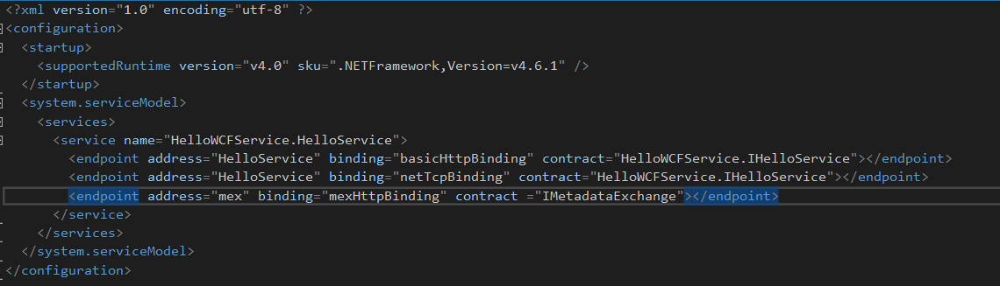 <?xml version="1.0" encoding="utf-8" ?>
<configuration>
<startup>
<supportedRuntime version="v4.0" sku=".NETFramework,Version=v4.6.1" />
</startup>
<system.serviceModel>
<services>
<service name="HelloWCFService.HelloService">
<endpoint address="HelloService" binding="basicHttpBinding" contract="HelloWCFService.IHelloService"></endpoint>
<endpoint address="HelloService" binding="netTcpBinding" contract="HelloWCFService.IHelloService"></endpoint>
<endpoint address="mex" binding="mexHttpBinding" contract ="IMetadataExchange"></endpoint>
</service>
</services>
</system.serviceModel>
</configuration>